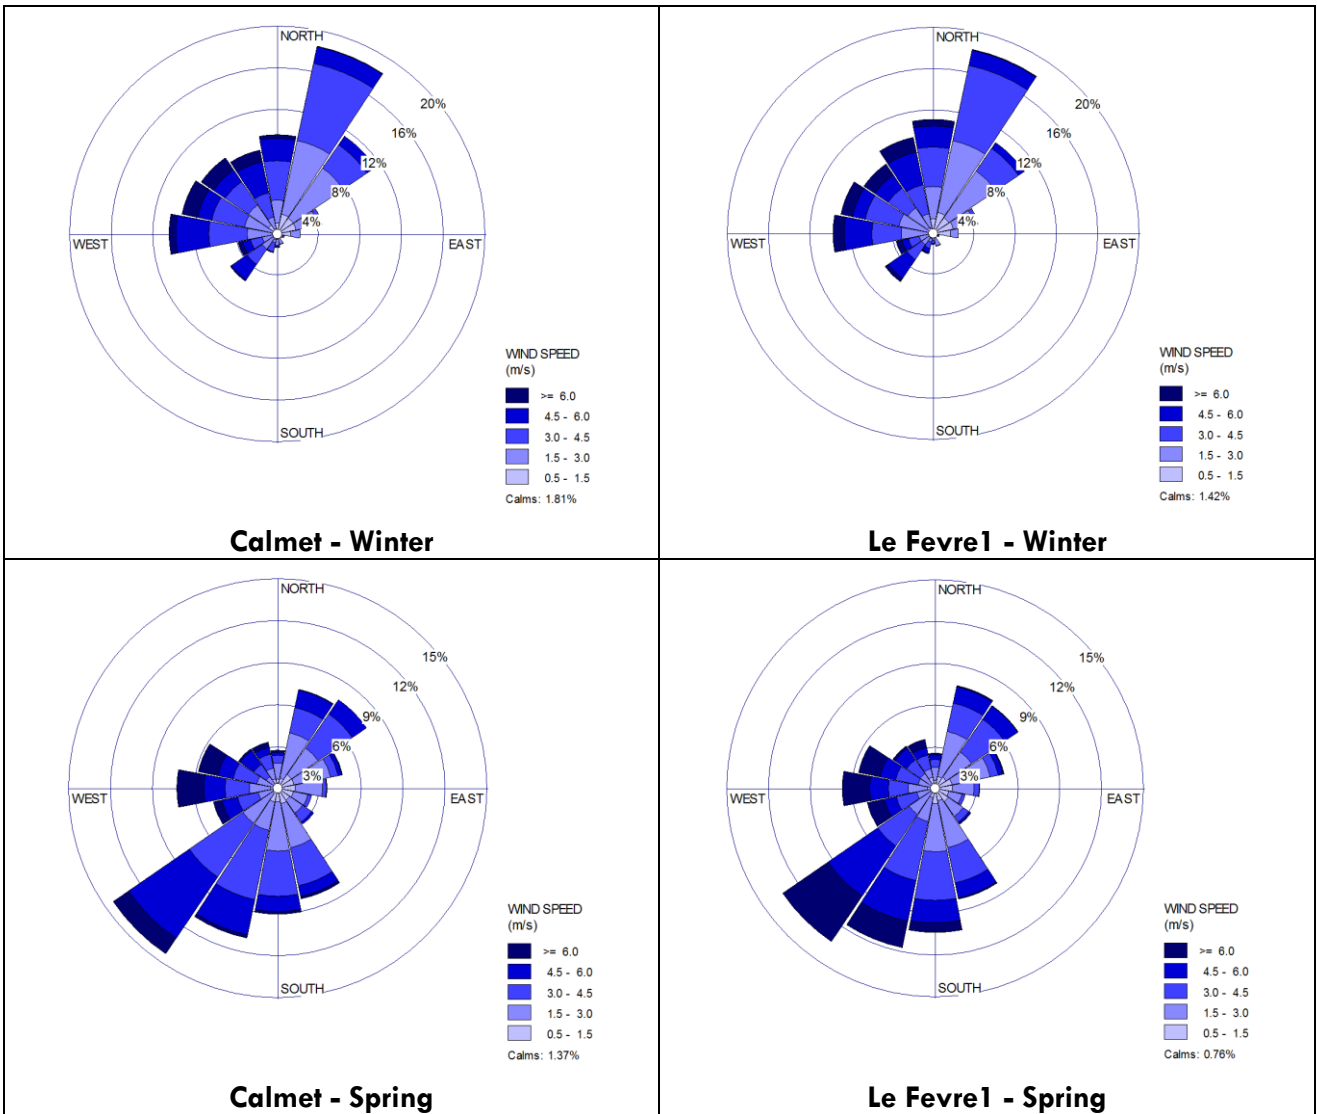 NORTH
20%
16%
12%
8%
4%
WEST
EAST
SOUTH
WIND SPEED
(m/s)
>= 6.0
4.5 - 6.0
3.0 - 4.5
1.5 - 3.0
0.5 - 1.5
Calms: 1.81%
Calmet - Winter
NORTH
20%
16%
12%
8%
4%
WEST
EAST
SOUTH
WIND SPEED
(m/s)
>= 6.0
4.5 - 6.0
3.0 - 4.5
1.5 - 3.0
0.5 - 1.5
Calms: 1.42%
Le Fevre1 - Winter
NORTH
15%
12%
9%
6%
3%
WEST
EAST
SOUTH
WIND SPEED
(m/s)
>= 6.0
4.5 - 6.0
3.0 - 4.5
1.5 - 3.0
0.5 - 1.5
Calms: 1.37%
Calmet - Spring
NORTH
15%
12%
9%
6%
3%
WEST
EAST
SOUTH
WIND SPEED
(m/s)
>= 6.0
4.5 - 6.0
3.0 - 4.5
1.5 - 3.0
0.5 - 1.5
Calms: 0.76%
Le Fevre1 - Spring